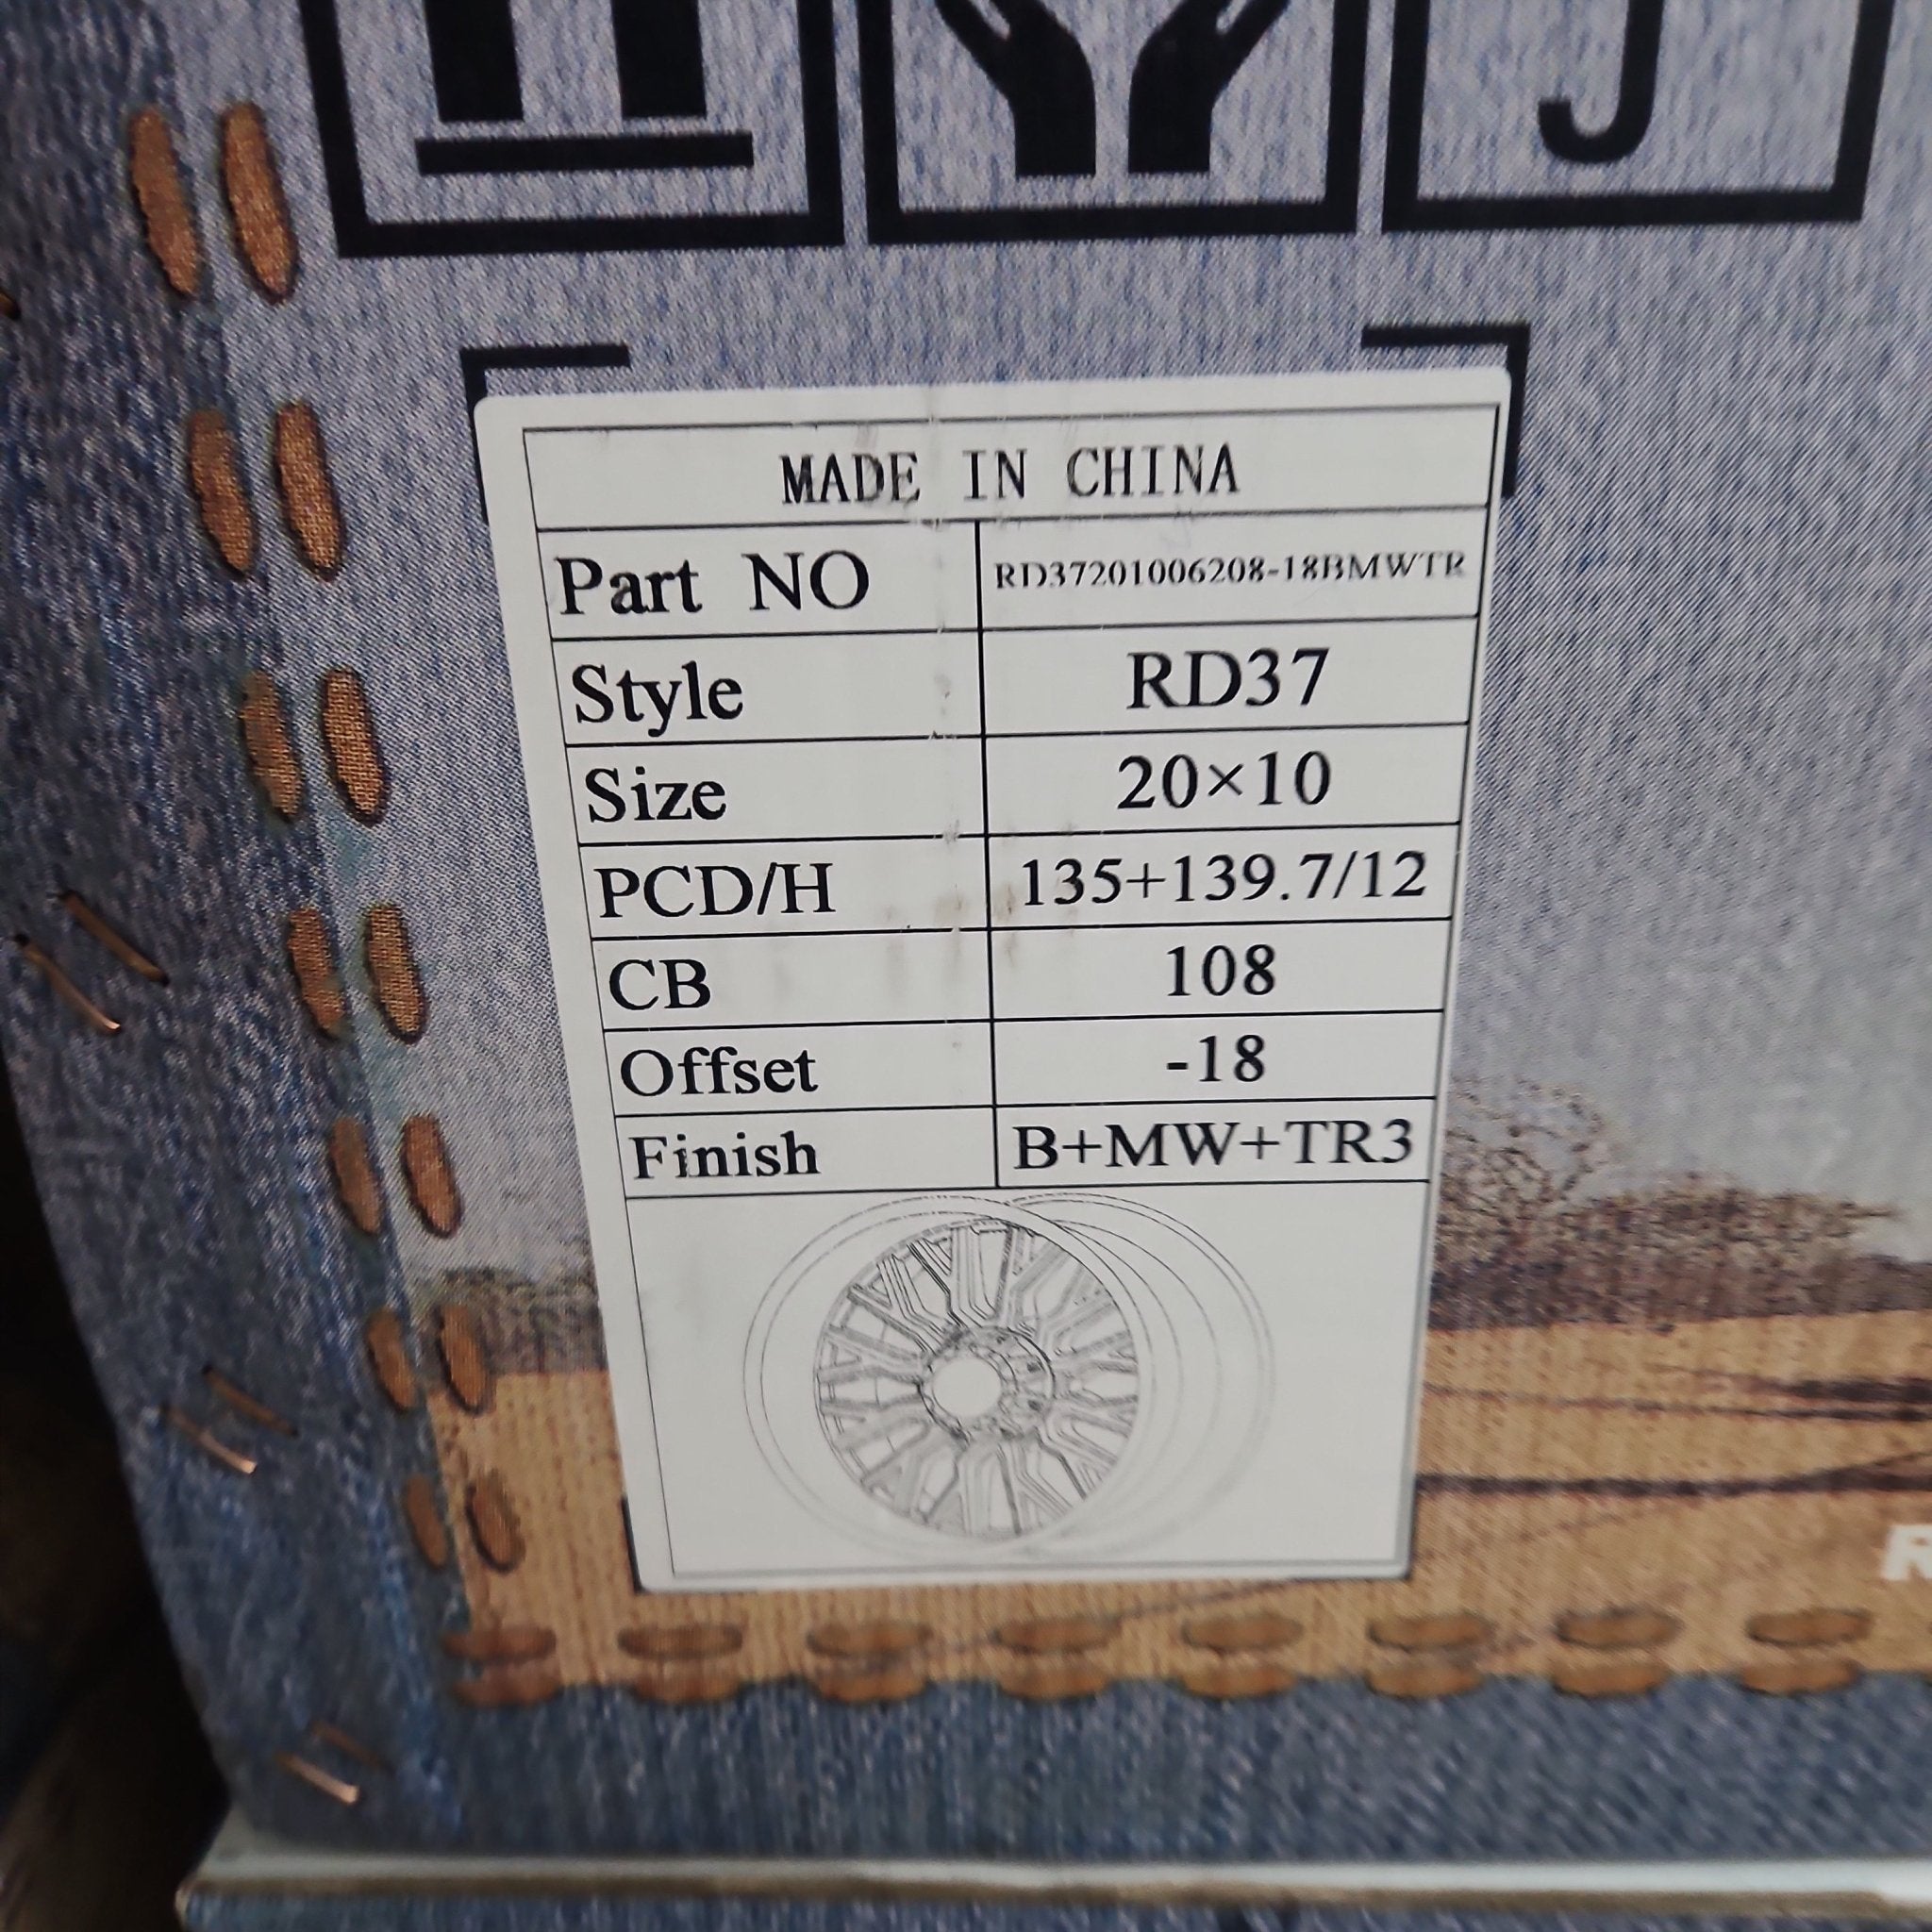 MADE IN CHINA
Part NO RD37201006208-18BMWTR
Style RD37
Size 20×10
PCD/H 135+139.7/12
CB 108
Offset -18
Finish B+MW+TR3